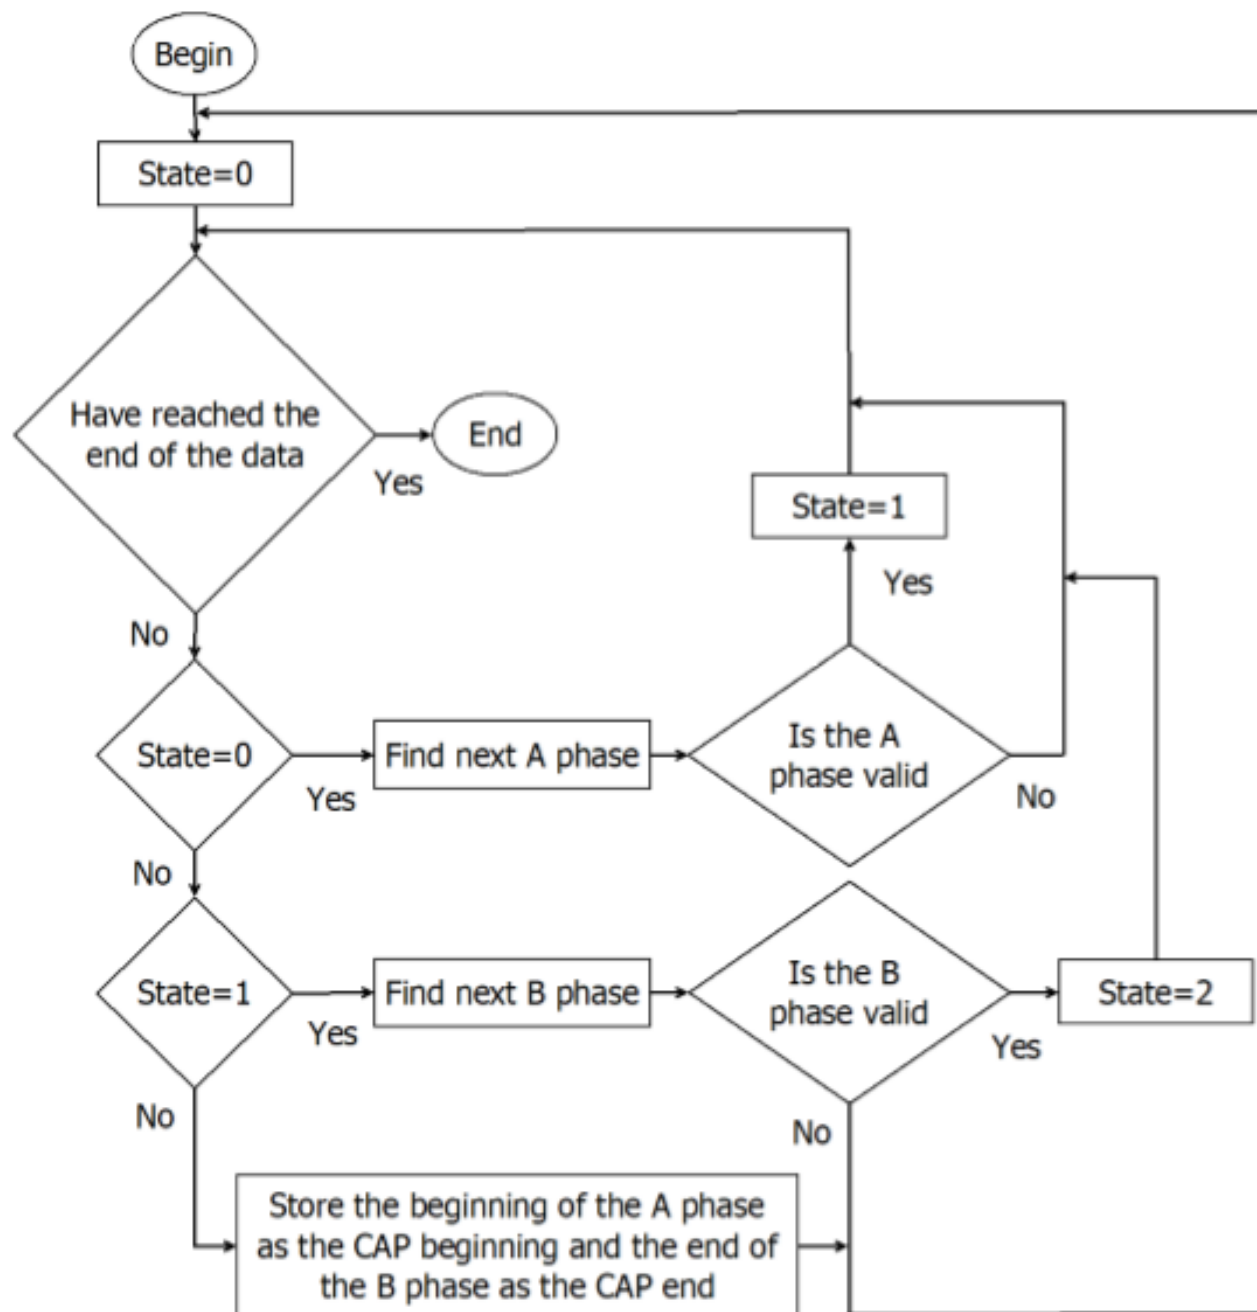 Begin
State=0
Have reached the
end of the data
Yes
End
No
State=1
Yes
State=0
Yes
Find next A phase
Is the A
phase valid
No
No
State=1
Yes
Find next B phase
Is the B
phase valid
Yes
State=2
No
No
Store the beginning of the A phase
as the CAP beginning and the end of
the B phase as the CAP end